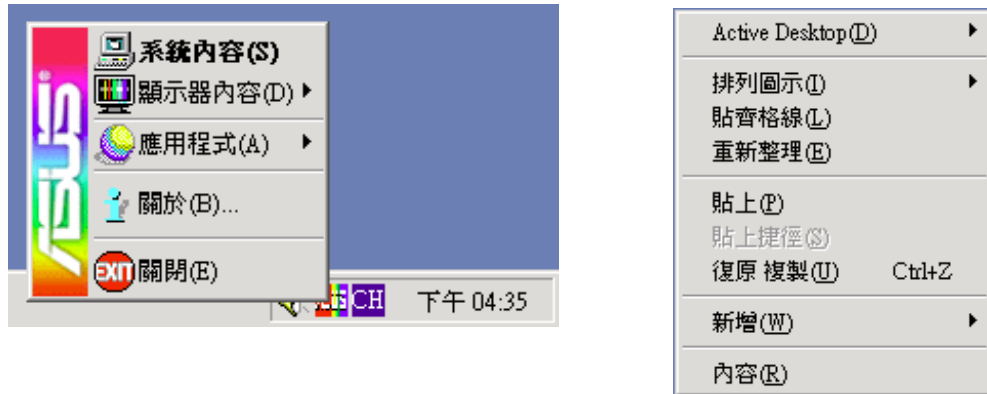 ASUS
系統內容(S)
顯示器內容(D)
應用程式(A)
關於(B)...
EXIT 關閉(E)
CH 下午 04:35
Active Desktop(D)
排列圖示(I)
貼齊格線(L)
重新整理(E)
貼上(P)
貼上捷徑(S)
復原 複製(U) Ctrl+Z
新增(W)
內容(R)